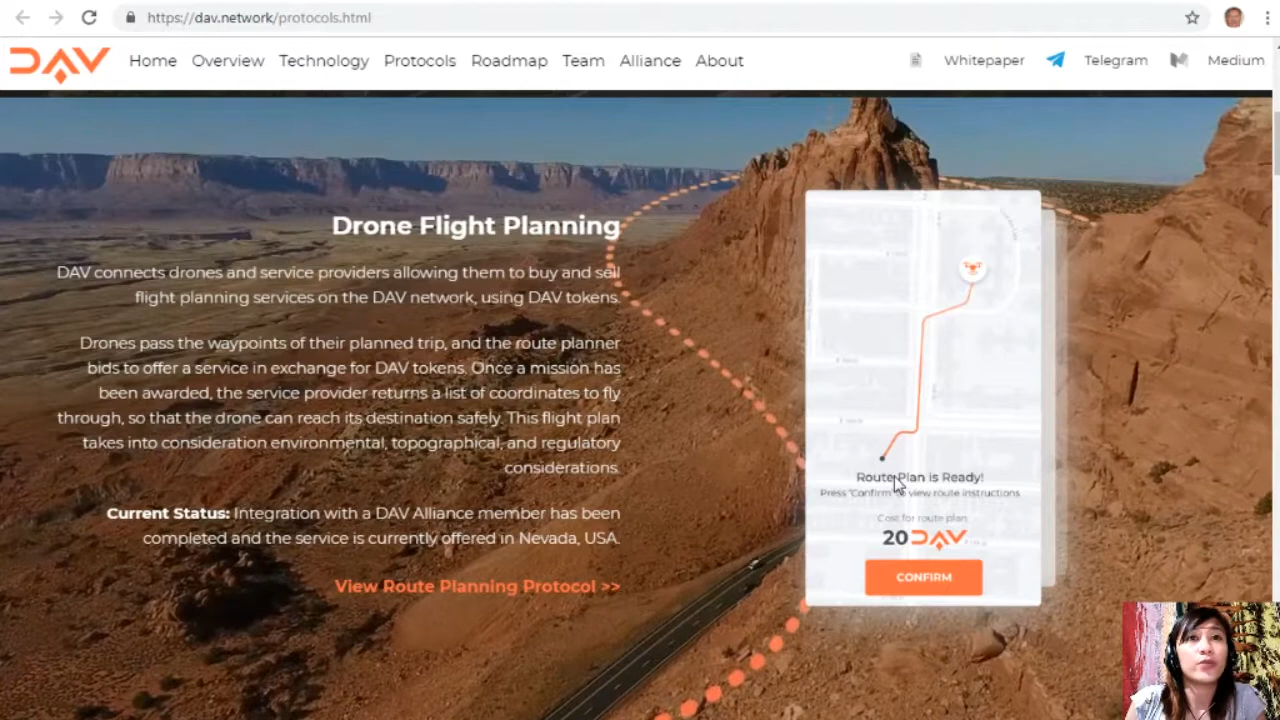 https://dav.network/protocols.html
DAV
Home Overview Technology Protocols Roadmap Team Alliance About Whitepaper Telegram Medium
Drone Flight Planning
DAV connects drones and service providers allowing them to buy and sell
flight planning services on the DAV network, using DAV tokens.
Drones pass the waypoints of their planned trip, and the route planner
bids to offer a service in exchange for DAV tokens. Once a mission has
been awarded, the service provider returns a list of coordinates to fly
through, so that the drone can reach its destination safely. This flight plan
takes into consideration environmental, topographical, and regulatory
considerations.
Current Status: Integration with a DAV Alliance member has been
completed and the service is currently offered in Nevada, USA.
View Route Planning Protocol >>
Route Plan is Ready!
Press 'Confirm' to view route instructions
Cost for route plan:
20 DAV
CONFIRM